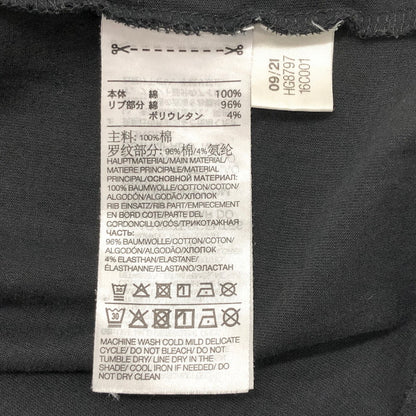 本体 綿 100%
リブ部分 綿 96%
ポリウレタン 4%
主料: 100%棉
罗纹部分: 96%棉/4%氨纶
HAUPTMATERIAL/MAIN MATERIAL/
MATIERE PRINCIPALE/MATERIAL
PRINCIPAL/ОСНОВНОЙ МАТЕРИАЛ:
100% BAUMWOLLE/COTTON/COTON/
ALGODÓN/ALGODÃO/ХЛОПОК
RIB EINSATZ/RIB PART/EMPIECEMENT
EN BORD COTE/PARTE DEL
CORDONCILLO/CÓS/ТРИКОТАЖНАЯ
ЧАСТЬ:
96% BAUMWOLLE/COTTON/COTON/
ALGODÓN/ALGODÃO/ХЛОПОК
4% ELASTHAN/ELASTANE/
ÉLASTHANNE/ELASTANO/ЭЛАСТАН
30
MACHINE WASH COLD MILD DELICATE
CYCLE/ DO NOT BLEACH/ DO NOT
TUMBLE DRY/ LINE DRY IN THE
SHADE/ COOL IRON IF NEEDED/ DO
NOT DRY CLEAN
09/21
HG8797
16C001